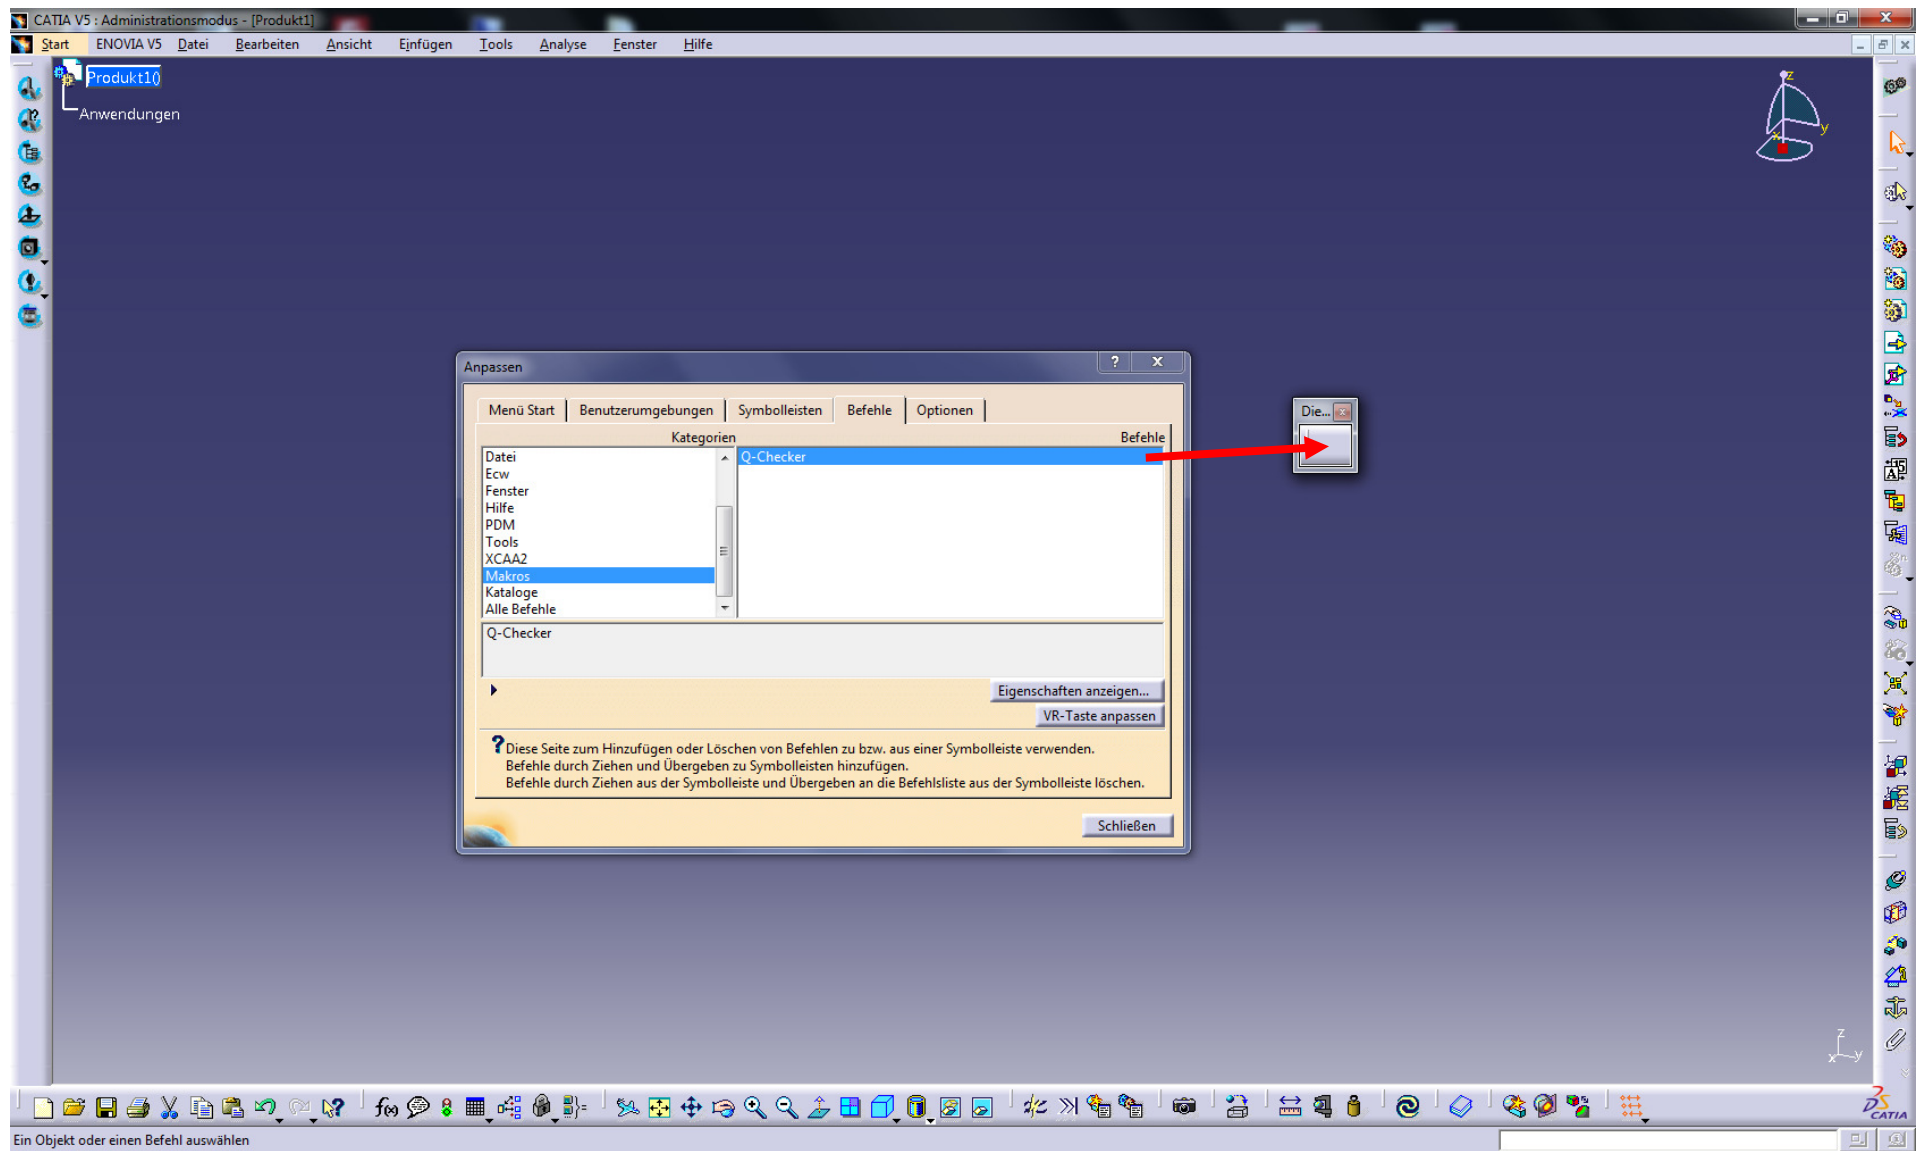 CATIA V5 : Administrationsmodus - [Produkt1]
Start ENOVIA V5 Datei Bearbeiten Ansicht Einfügen Tools Analyse Fenster Hilfe
Produkt1()
Anwendungen
z
y
x
Anpassen
Menü Start Benutzerumgebungen Symbolleisten Befehle Optionen
Kategorien Befehle
Datei
Ecw
Fenster
Hilfe
PDM
Tools
XCAA2
Makros
Kataloge
Alle Befehle
Q-Checker
Q-Checker
Eigenschaften anzeigen...
VR-Taste anpassen
Diese Seite zum Hinzufügen oder Löschen von Befehlen zu bzw. aus einer Symbolleiste verwenden.
Befehle durch Ziehen und Übergeben zu Symbolleisten hinzufügen.
Befehle durch Ziehen aus der Symbolleiste und Übergeben an die Befehlsliste aus der Symbolleiste löschen.
Schließen
Die...
z
x y
f(x)
CATIA
Ein Objekt oder einen Befehl auswählen